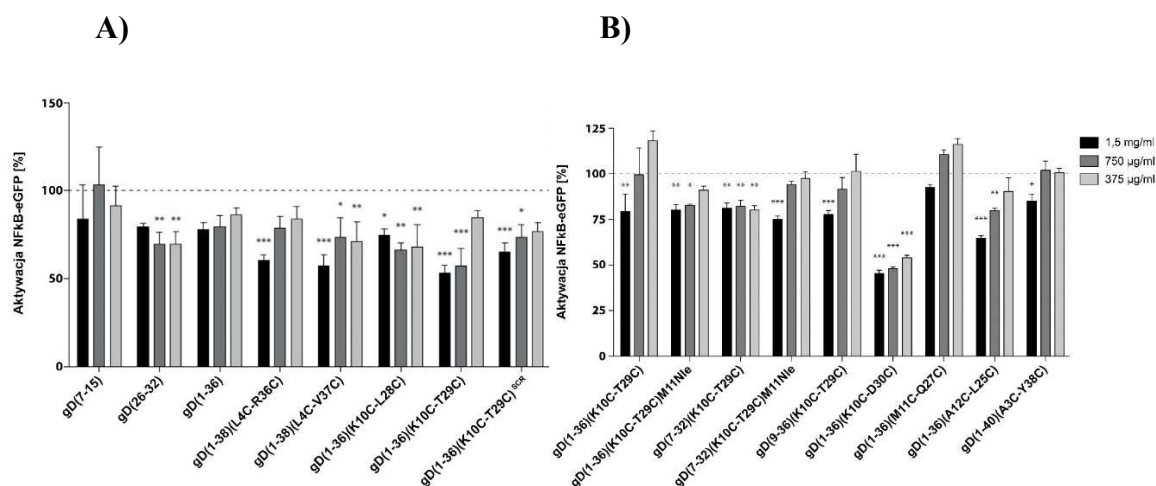 A)
B)
Aktywacja NFkB-eGFP [%]
150
100
50
0
** **
***
*** * **
* ** **
*** ***
*** *
gD(7-15)
gD(26-32)
gD(1-36)
gD(1-38)(L4C-R36C)
gD(1-38)(L4C-V37C)
gD(1-36)(K10C-L28C)
gD(1-36)(K10C-T29C)
gD(1-36)(K10C-T29C) SCR
Aktywacja NFkB-eGFP [%]
125
100
75
50
25
0
**
** *
** ** **
***
***
*** *** ***
*** **
*
gD(1-36)(K10C-T29C)
gD(1-36)(K10C-T29C)M11Nle
gD(7-32)(K10C-T29C)
gD(7-32)(K10C-T29C)M11Nle
gD(9-36)(K10C-T29C)
gD(1-36)(K10C-D30C)
gD(1-36)(M11C-Q27C)
gD(1-36)(A12C-L25C)
gD(1-40)(A3C-Y38C)
1,5 mg/ml
750 µg/ml
375 µg/ml